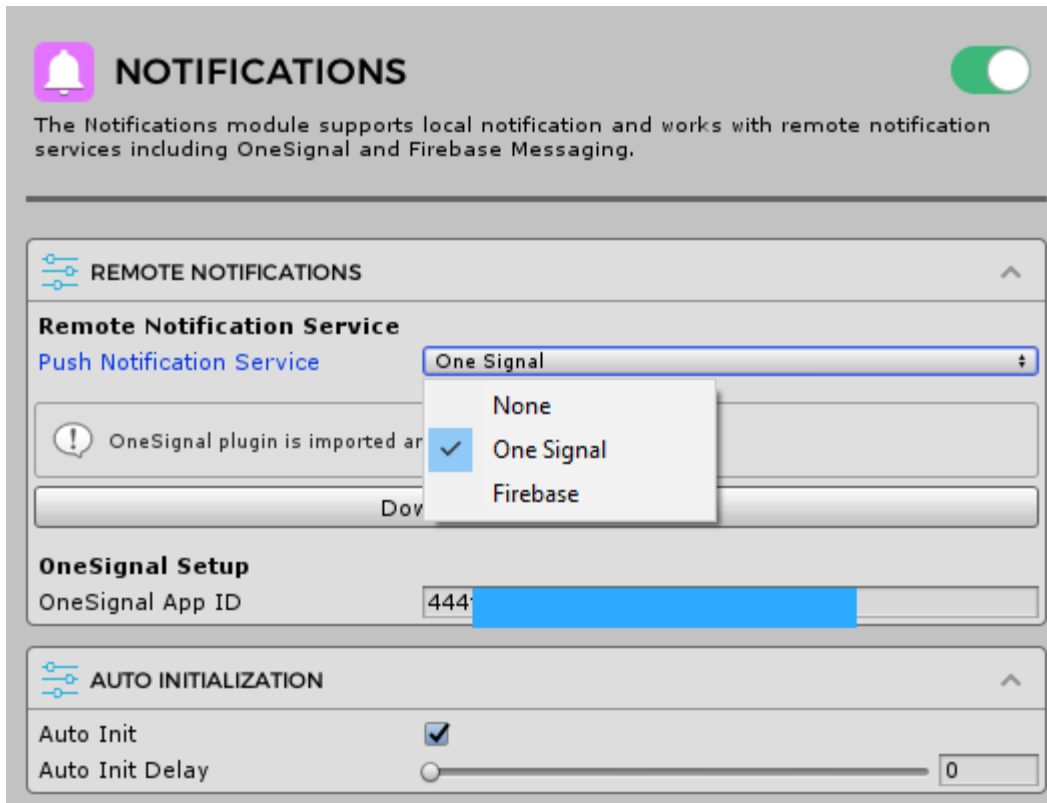 NOTIFICATIONS
The Notifications module supports local notification and works with remote notification
services including OneSignal and Firebase Messaging.
REMOTE NOTIFICATIONS
Remote Notification Service
Push Notification Service One Signal
None
OneSignal plugin is imported
One Signal
Firebase
OneSignal Setup
OneSignal App ID 444
AUTO INITIALIZATION
Auto Init
Auto Init Delay 0